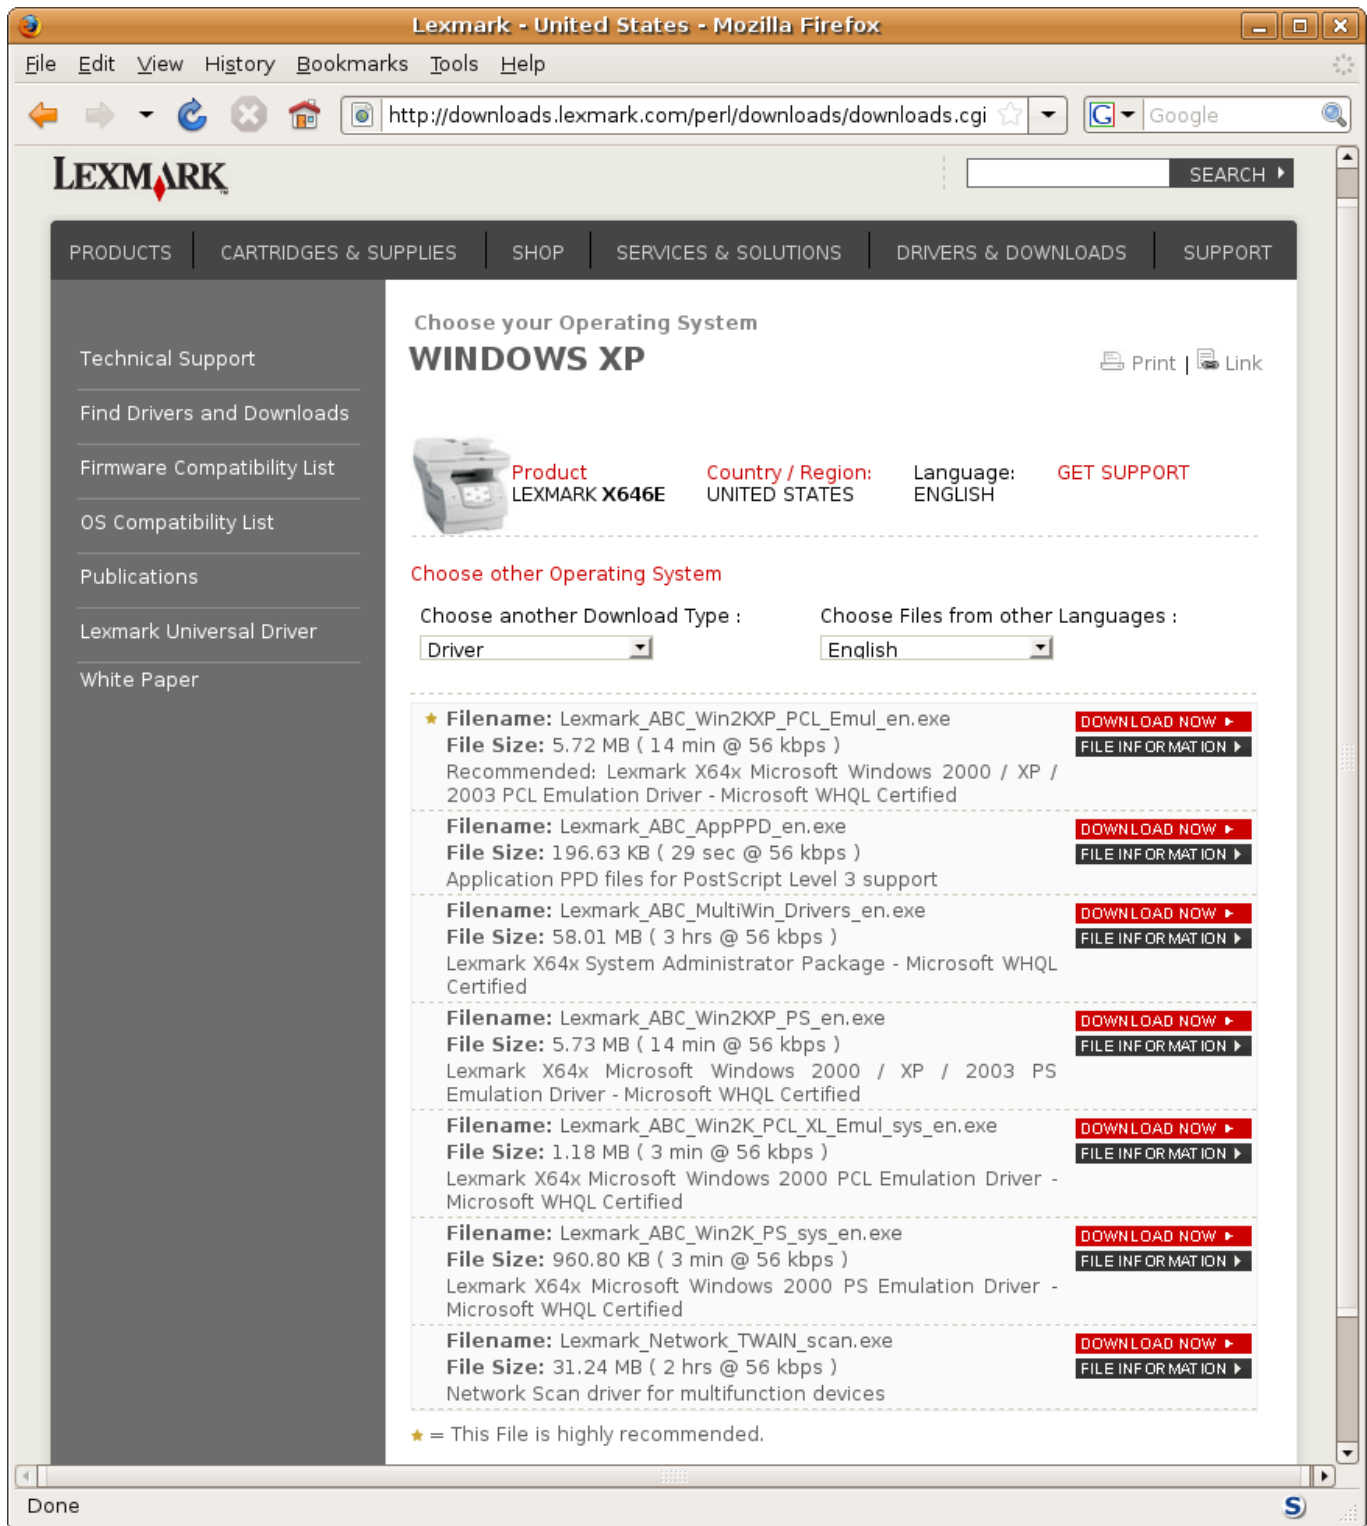 Lexmark - United States - Mozilla Firefox
File Edit View History Bookmarks Tools Help
http://downloads.lexmark.com/perl/downloads/downloads.cgi G Google
LEXMARK™ SEARCH
PRODUCTS CARTRIDGES & SUPPLIES SHOP SERVICES & SOLUTIONS DRIVERS & DOWNLOADS SUPPORT
Technical Support
Find Drivers and Downloads
Firmware Compatibility List
OS Compatibility List
Publications
Lexmark Universal Driver
White Paper
Choose your Operating System
WINDOWS XP
Print | Link
Product Country / Region: Language: GET SUPPORT
LEXMARK X646E UNITED STATES ENGLISH
Choose other Operating System
Choose another Download Type : Choose Files from other Languages :
Driver English
Filename: Lexmark_ABC_Win2KXP_PCL_Emul_en.exe DOWNLOAD NOW
File Size: 5.72 MB ( 14 min @ 56 kbps ) FILE INFORMATION
Recommended: Lexmark X64x Microsoft Windows 2000 / XP /
2003 PCL Emulation Driver - Microsoft WHQL Certified
Filename: Lexmark_ABC_AppPPD_en.exe DOWNLOAD NOW
File Size: 196.63 KB ( 29 sec @ 56 kbps ) FILE INFORMATION
Application PPD files for PostScript Level 3 support
Filename: Lexmark_ABC_MultiWin_Drivers_en.exe DOWNLOAD NOW
File Size: 58.01 MB ( 3 hrs @ 56 kbps ) FILE INFORMATION
Lexmark X64x System Administrator Package - Microsoft WHQL
Certified
Filename: Lexmark_ABC_Win2KXP_PS_en.exe DOWNLOAD NOW
File Size: 5.73 MB ( 14 min @ 56 kbps ) FILE INFORMATION
Lexmark X64x Microsoft Windows 2000 / XP / 2003 PS
Emulation Driver - Microsoft WHQL Certified
Filename: Lexmark_ABC_Win2K_PCL_XL_Emul_sys_en.exe DOWNLOAD NOW
File Size: 1.18 MB ( 3 min @ 56 kbps ) FILE INFORMATION
Lexmark X64x Microsoft Windows 2000 PCL Emulation Driver -
Microsoft WHQL Certified
Filename: Lexmark_ABC_Win2K_PS_sys_en.exe DOWNLOAD NOW
File Size: 960.80 KB ( 3 min @ 56 kbps ) FILE INFORMATION
Lexmark X64x Microsoft Windows 2000 PS Emulation Driver -
Microsoft WHQL Certified
Filename: Lexmark_Network_TWAIN_scan.exe DOWNLOAD NOW
File Size: 31.24 MB ( 2 hrs @ 56 kbps ) FILE INFORMATION
Network Scan driver for multifunction devices
= This File is highly recommended.
Done S